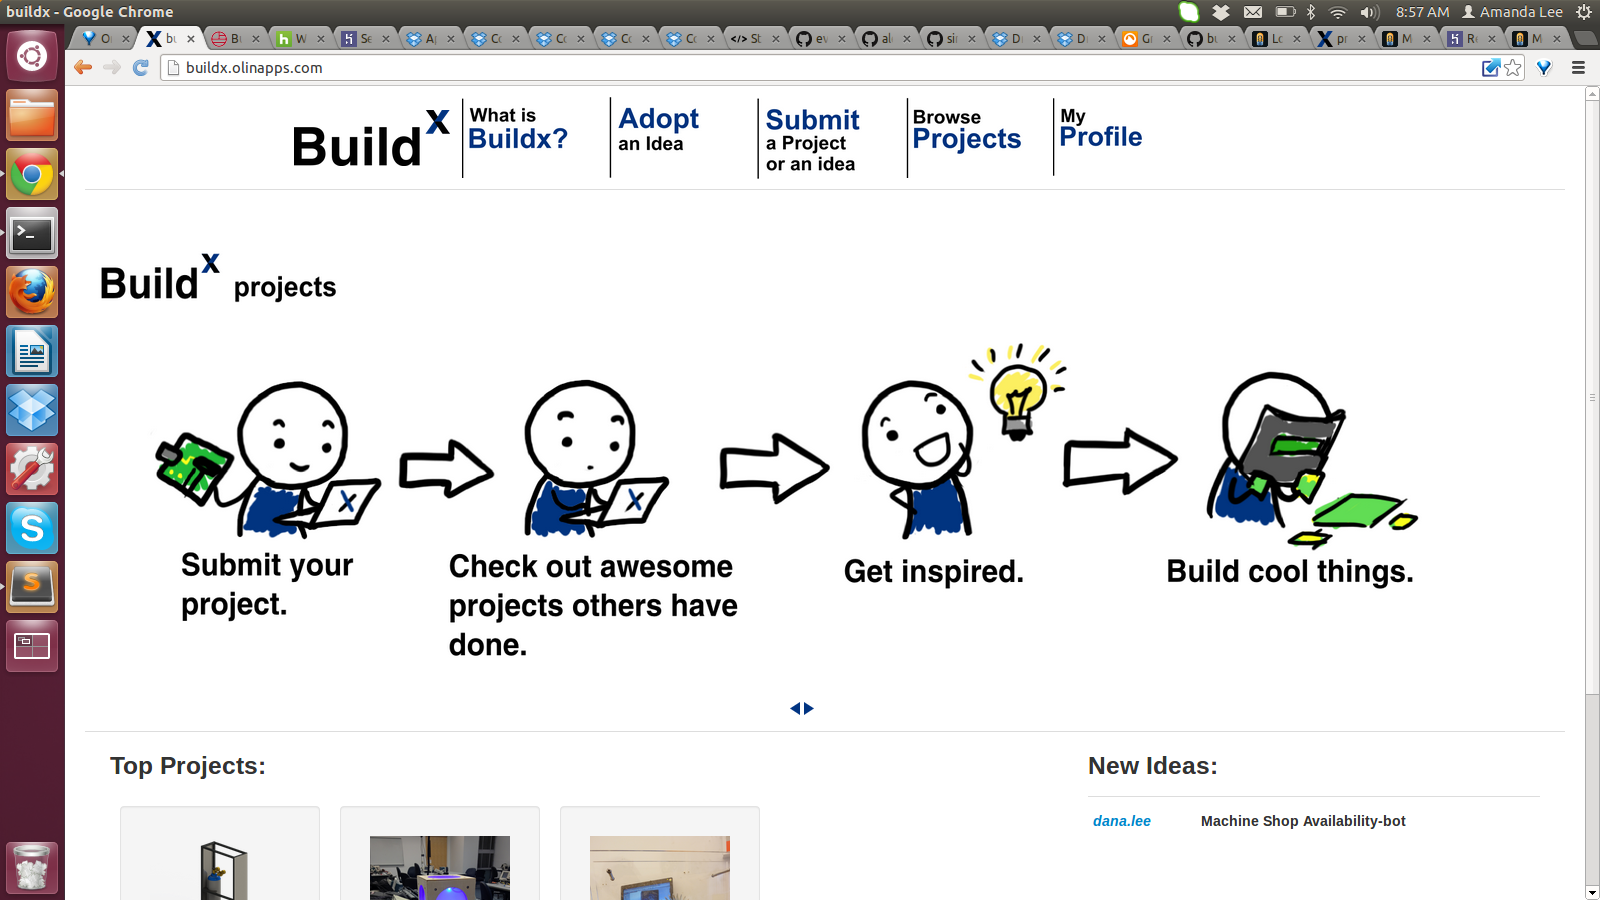 buildx - Google Chrome
8:57 AM Amanda Lee
buildx.olinapps.com
Build x
What is
Buildx?
Adopt
an Idea
Submit
a Project
or an idea
Browse
Projects
My
Profile
Build x projects
X
X
Submit your
project.
Check out awesome
projects others have
done.
Get inspired.
Build cool things.
Top Projects:
New Ideas:
dana.lee
Machine Shop Availability-bot